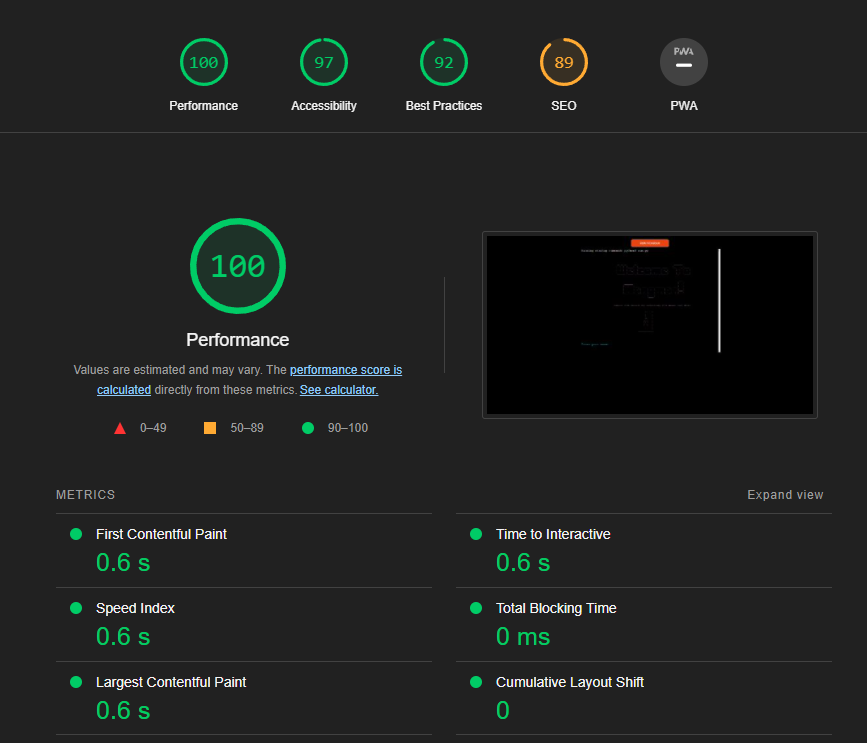 100
97
92
89
PWA
Performance
Accessibility
Best Practices
SEO
PWA
100
Performance
Values are estimated and may vary. The performance score is
calculated directly from these metrics. See calculator.
0–49
50–89
90–100
METRICS
Expand view
First Contentful Paint
0.6 s
Time to Interactive
0.6 s
Speed Index
0.6 s
Total Blocking Time
0 ms
Largest Contentful Paint
0.6 s
Cumulative Layout Shift
0